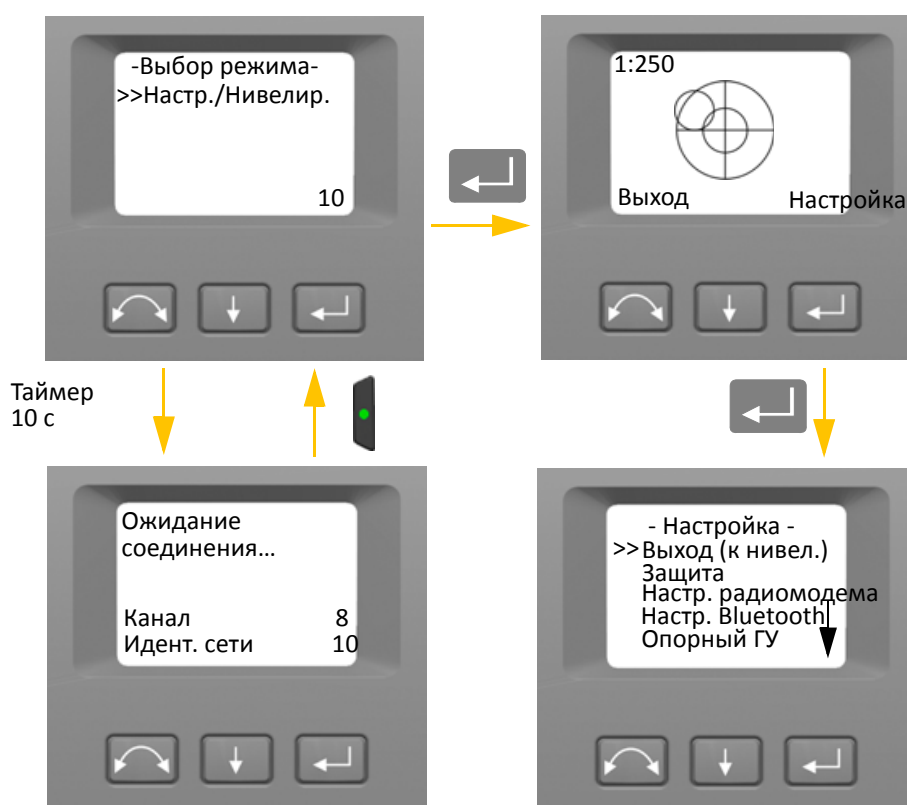 -Выбор режима-
>>Настр./Нивелир.
10
1:250
Выход Настройка
Таймер
10 с
Ожидание
соединения...
Канал 8
Идент. сети 10
- Настройка -
>>Выход (к нивел.)
Защита
Настр. радиомодема
Настр. Bluetooth
Опорный ГУ